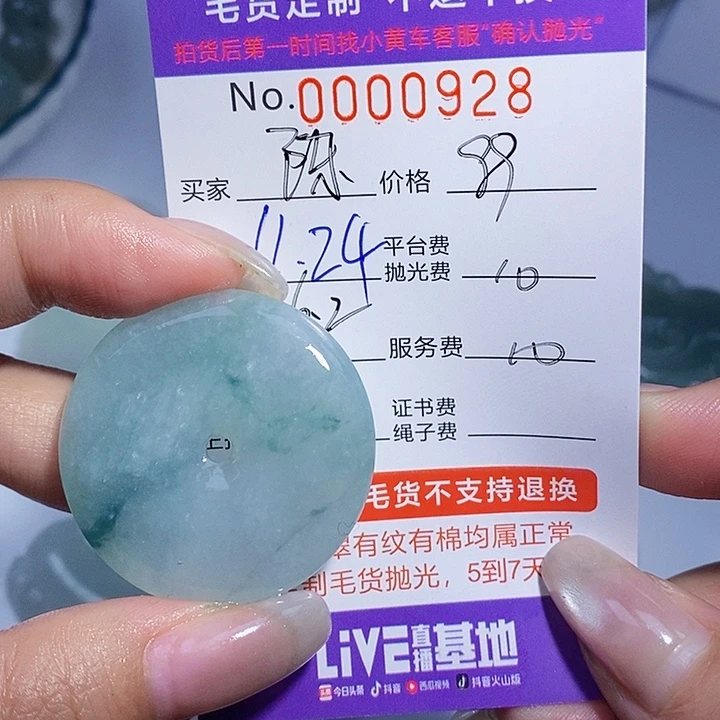 毛货定制 不退不换
拍货后第一时间找小黄车客服"确认抛光"
No.0000928
买家 陈 价格 89
11.24 平台费
抛光费 10
服务费 10
证书费
绳子费
毛货不支持退换
有纹有棉均属正常
制毛货抛光，5到7天
LiVE直播基地
今日头条 抖音 西瓜视频 抖音火山版